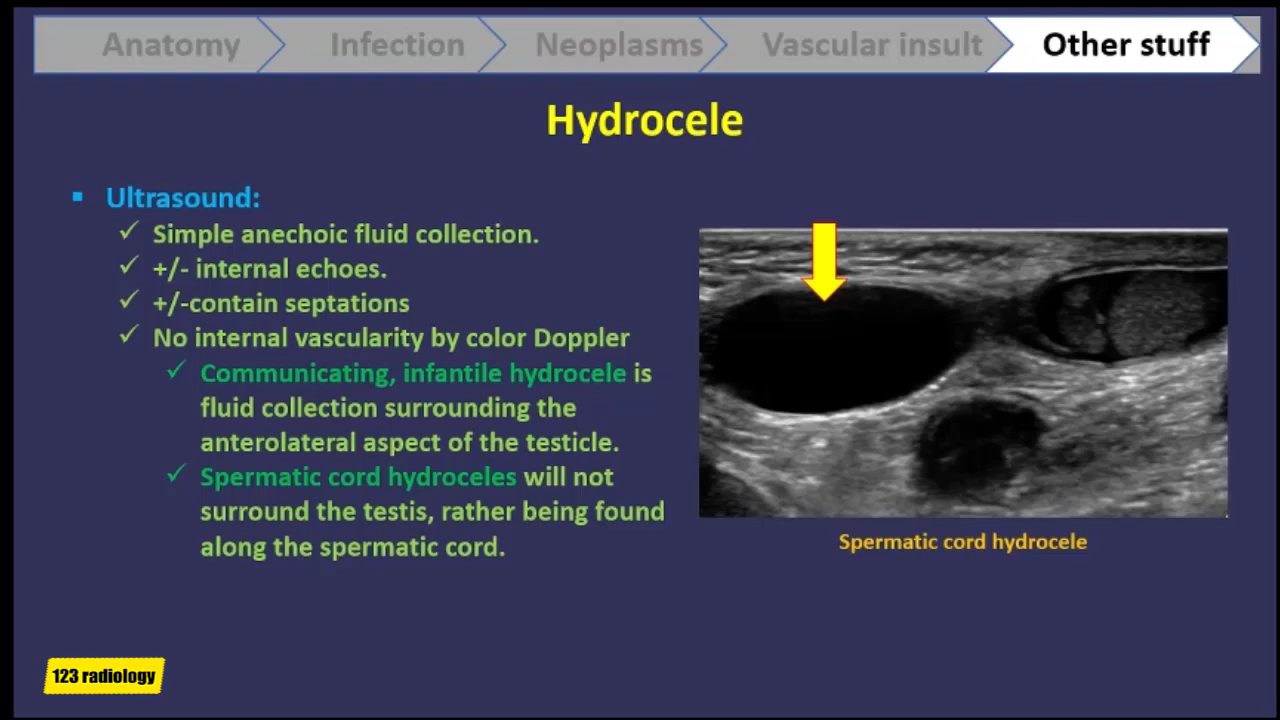 Anatomy Infection Neoplasms Vascular insult Other stuff
Hydrocele
Ultrasound:
Simple anechoic fluid collection.
+/- internal echoes.
+/-contain septations
No internal vascularity by color Doppler
Communicating, infantile hydrocele is
fluid collection surrounding the
anterolateral aspect of the testicle.
Spermatic cord hydroceles will not
surround the testis, rather being found
along the spermatic cord.
Spermatic cord hydrocele
123 radiology